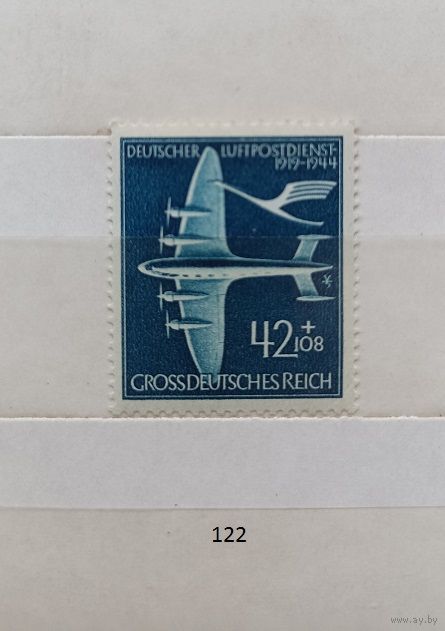 DEUTSCHER LUFTPOSTDIENST-
1919-1944
42 + 108
GROSSDEUTSCHES REICH
122
www.ay.by